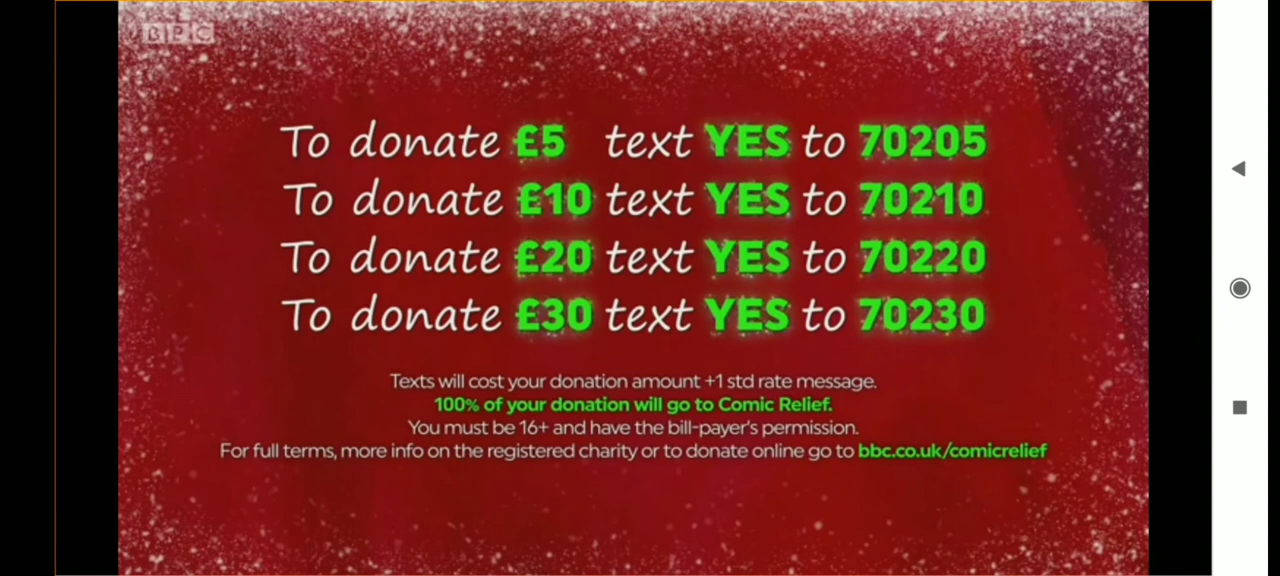 BBC
To donate £5 text YES to 70205
To donate £10 text YES to 70210
To donate £20 text YES to 70220
To donate £30 text YES to 70230
Texts will cost your donation amount +1 std rate message.
100% of your donation will go to Comic Relief.
You must be 16+ and have the bill-payer's permission.
For full terms, more info on the registered charity or to donate online go to bbc.co.uk/comicrelief